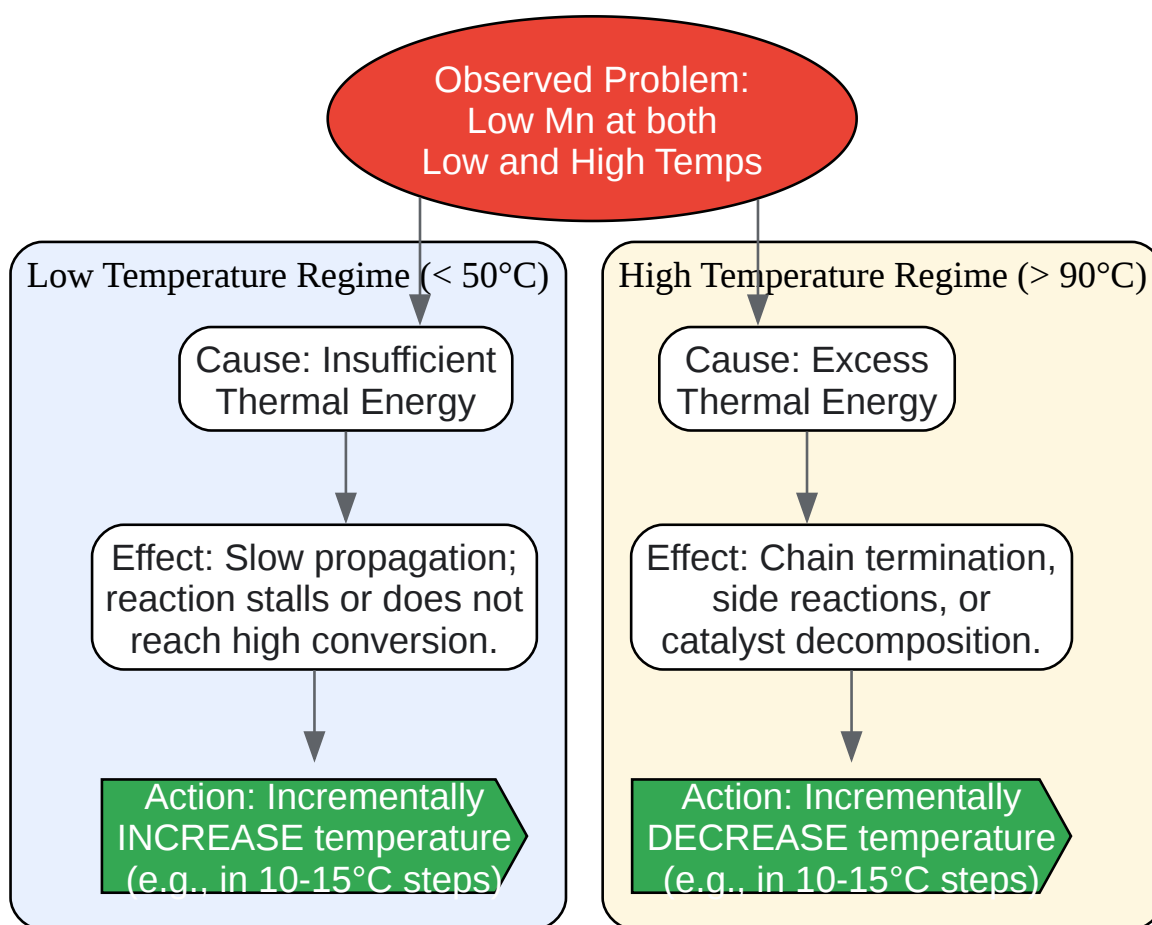 Observed Problem:
Low Mn at both
Low and High Temps
Low Temperature Regime (< 50°C)
Cause: Insufficient
Thermal Energy
Effect: Slow propagation;
reaction stalls or does not
reach high conversion.
Action: Incrementally
INCREASE temperature
(e.g., in 10-15°C steps)
High Temperature Regime (> 90°C)
Cause: Excess
Thermal Energy
Effect: Chain termination,
side reactions, or
catalyst decomposition.
Action: Incrementally
DECREASE temperature
(e.g., in 10-15°C steps)